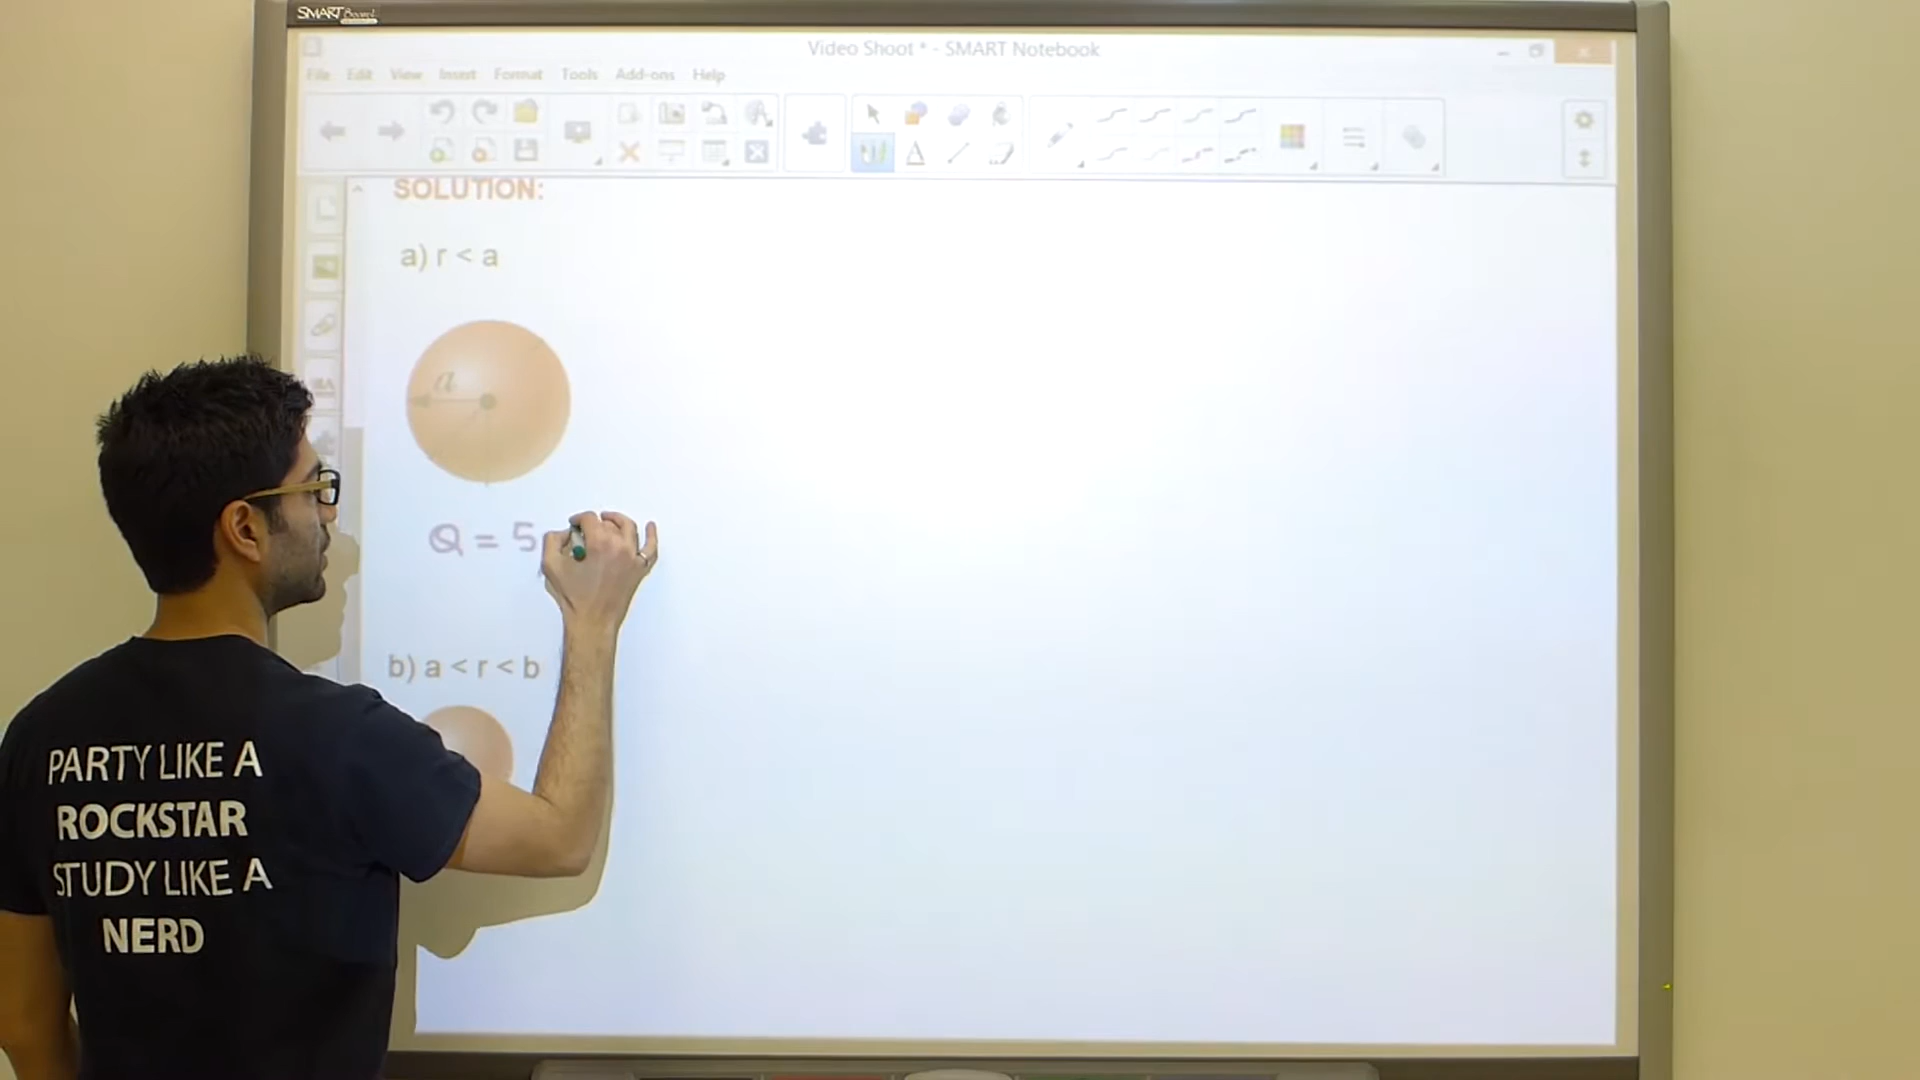 SMART Board
Video Shoot * - SMART Notebook
File Edit View Insert Format Tools Add-ons Help
SOLUTION:
a) r < a
a
Q = 5
b) a < r < b
PARTY LIKE A
ROCKSTAR
STUDY LIKE A
NERD